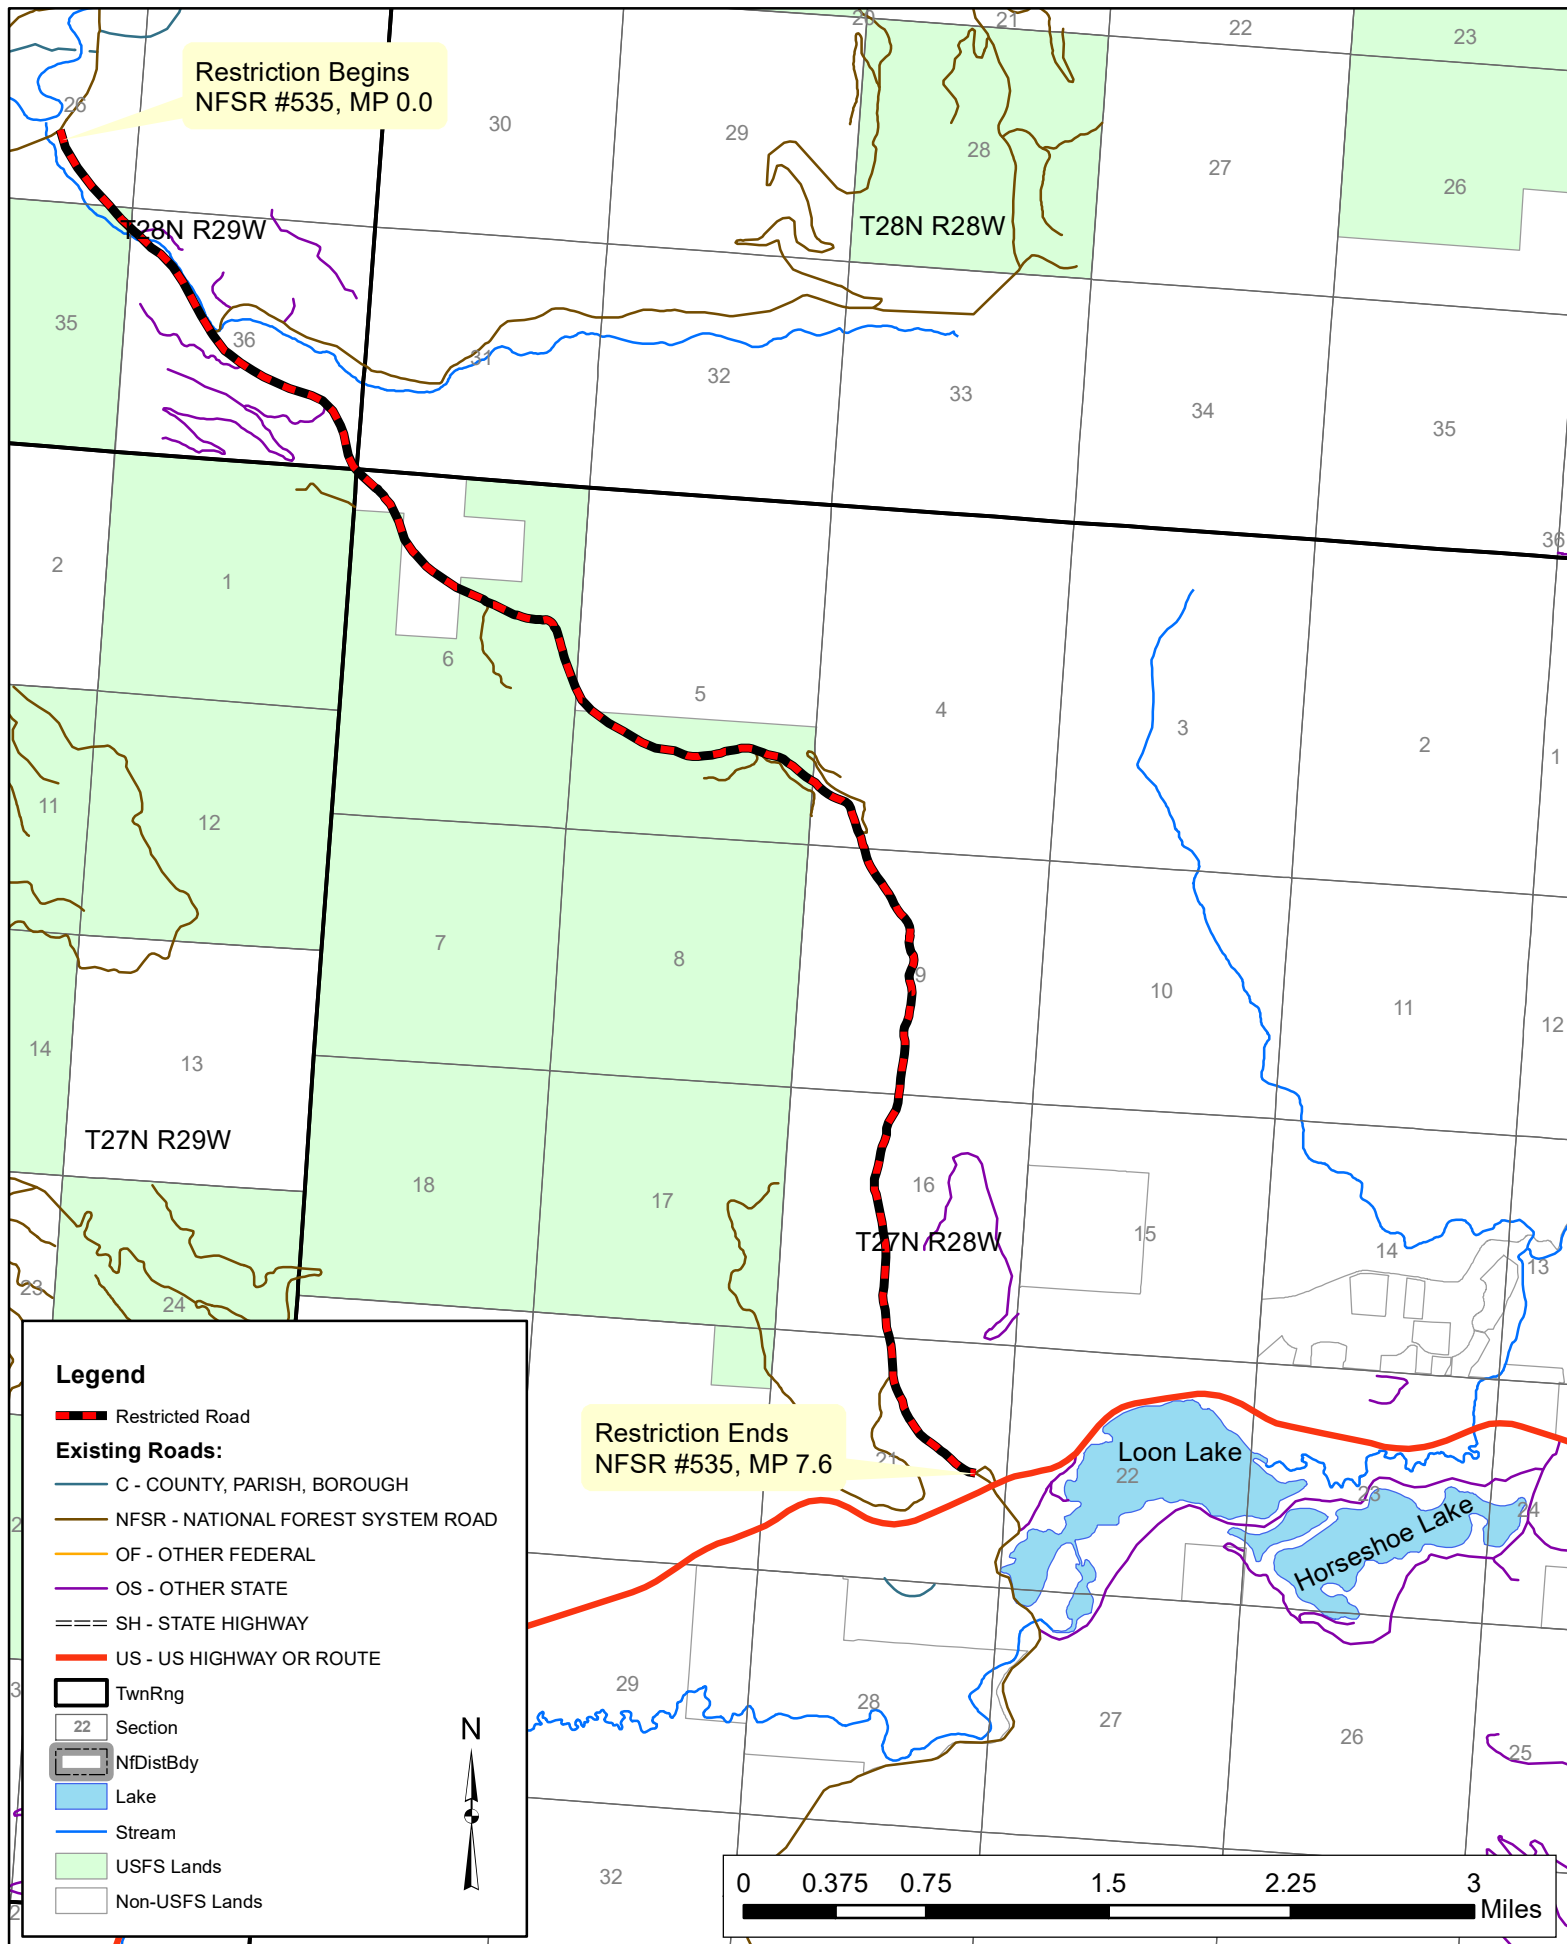 20
21
22
23
Restriction Begins
NFSR #535, MP 0.0
26
30
29
28
27
26
T28N R29W
T28N R28W
35
36
31
32
33
34
35
36
2
1
6
5
4
3
2
1
11
12
7
8
9
10
11
12
14
13
T27N R29W
18
17
16
T27N R28W
15
14
13
23
24
Restriction Ends
NFSR #535, MP 7.6
21
Loon Lake
22
23
Horseshoe Lake
24
29
28
27
26
25
32
Legend
Restricted Road
Existing Roads:
C - COUNTY, PARISH, BOROUGH
NFSR - NATIONAL FOREST SYSTEM ROAD
OF - OTHER FEDERAL
OS - OTHER STATE
SH - STATE HIGHWAY
US - US HIGHWAY OR ROUTE
TwnRng
22 Section
NfDistBdy
Lake
Stream
USFS Lands
Non-USFS Lands
N
0 0.375 0.75 1.5 2.25 3
Miles